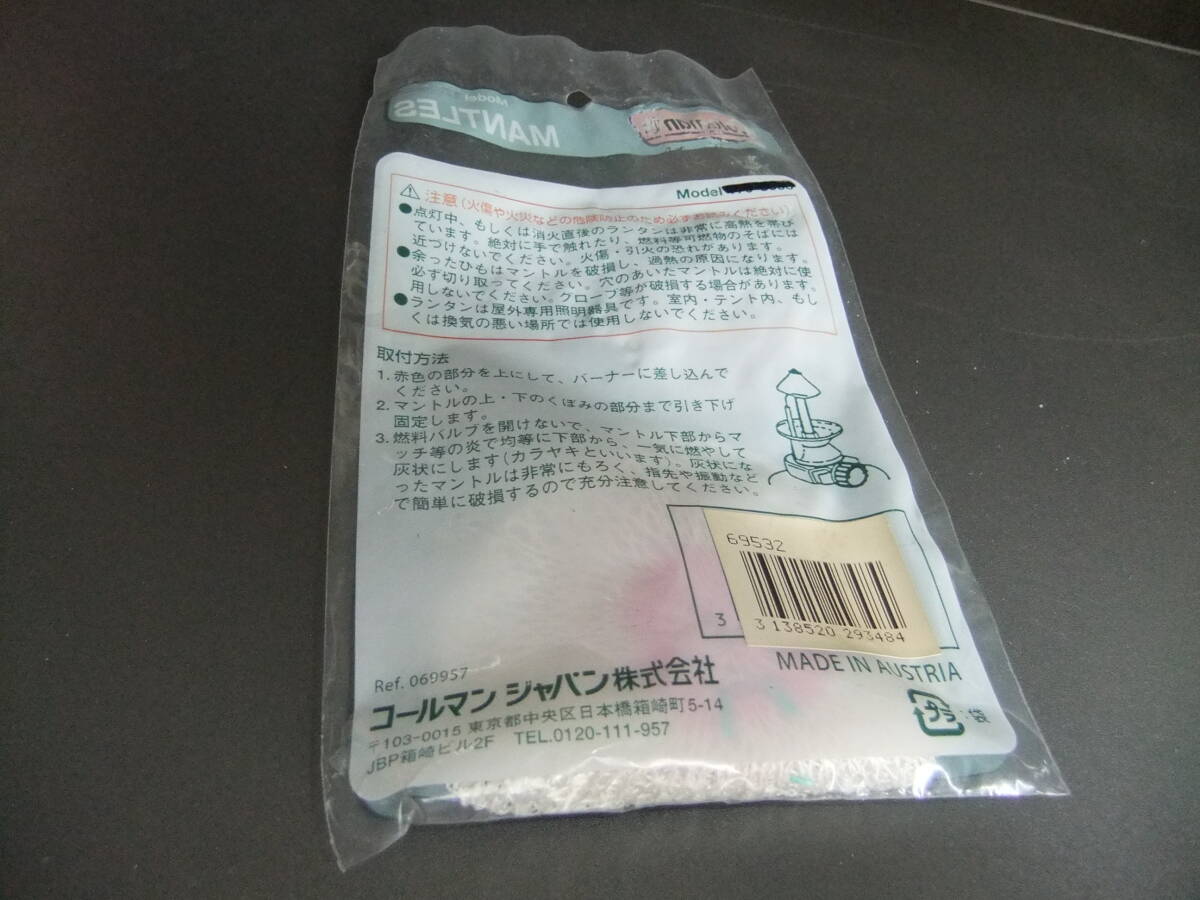 Model
MANTLES
Coleman
Model
注意(火傷や火災などの危険防止のため必ずお読みください)
●点灯中、もしくは消火直後のランタンは非常に高熱を帯び
ています。絶対に手で触れたり、燃料等可燃物のそばには
近づけないでください。火傷・引火の恐れがあります。
●余ったひもはマントルを破損し、過熱の原因になります。
必ず切り取ってください。穴のあいたマントルは絶対に使
用しないでください。グローブ等が破損する場合があります。
●ランタンは屋外専用照明器具です。室内・テント内、もし
くは換気の悪い場所では使用しないでください。
取付方法
1. 赤色の部分を上にして、バーナーに差し込んで
ください。
2. マントルの上・下のくぼみの部分まで引き下げ
固定します。
3. 燃料バルブを開けないで、マントル下部からマ
ッチ等の炎で均等に下部から、一気に燃やして
灰状にします(カラヤキといいます)。灰状にな
ったマントルは非常にもろく、指先や振動など
で簡単に破損するので充分注意してください。
69532
3
3 138520 293484
MADE IN AUSTRIA
Ref. 069957
コールマン ジャパン株式会社
〒103-0015 東京都中央区日本橋箱崎町5-14
JBP箱崎ビル2F TEL.0120-111-957
プラ :袋